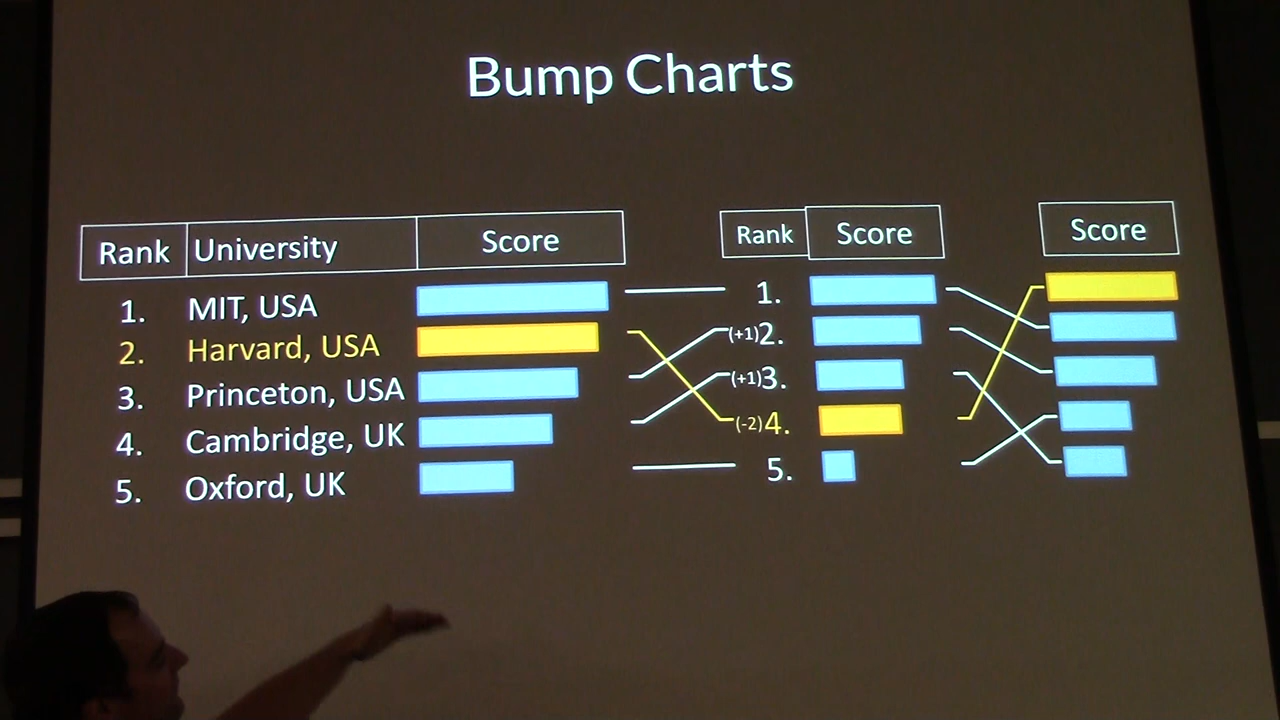 Bump Charts
Rank University Score Rank Score Score
1. MIT, USA 1.
2. Harvard, USA (+1)2.
3. Princeton, USA (+1)3.
4. Cambridge, UK (-2)4.
5. Oxford, UK 5.